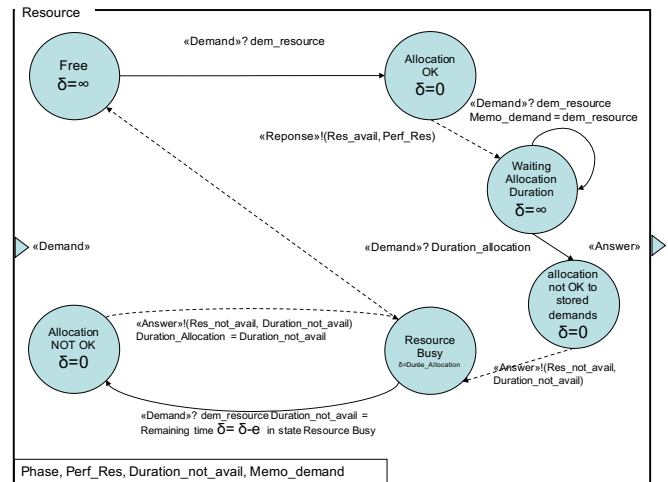 Resource
«Demand»? dem_resource
Free
δ=∞
Allocation
OK
δ=0
«Demand»? dem_resource
Memo_demand = dem_resource
«Reponse»!(Res_avail, Perf_Res)
Waiting
Allocation
Duration
δ=∞
«Demand»
«Demand»? Duration_allocation
«Answer»
allocation
not OK to
stored
demands
δ=0
«Answer»!(Res_not_avail, Duration_not_avail)
Duration_Allocation = Duration_not_avail
Allocation
NOT OK
δ=0
Resource
Busy
δ=Durée_Allocation
«Answer»!(Res_not_avail,
Duration_not_avail)
«Demand»? dem_resource Duration_not_avail =
Remaining time δ= δ-e in state Resource Busy
Phase, Perf_Res, Duration_not_avail, Memo_demand